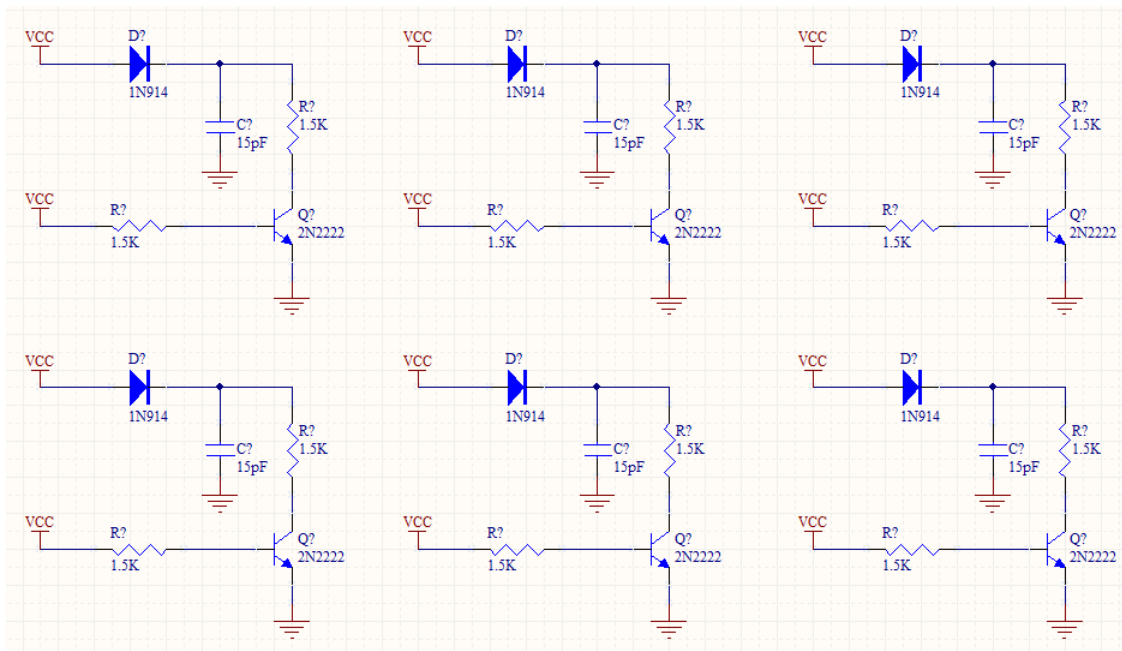 VCC
D?
1N914
R?
1.5K
C?
15pF
VCC
R?
1.5K
Q?
2N2222
VCC
D?
1N914
R?
1.5K
C?
15pF
VCC
R?
1.5K
Q?
2N2222
VCC
D?
1N914
R?
1.5K
C?
15pF
VCC
R?
1.5K
Q?
2N2222
VCC
D?
1N914
R?
1.5K
C?
15pF
VCC
R?
1.5K
Q?
2N2222
VCC
D?
1N914
R?
1.5K
C?
15pF
VCC
R?
1.5K
Q?
2N2222
VCC
D?
1N914
R?
1.5K
C?
15pF
VCC
R?
1.5K
Q?
2N2222